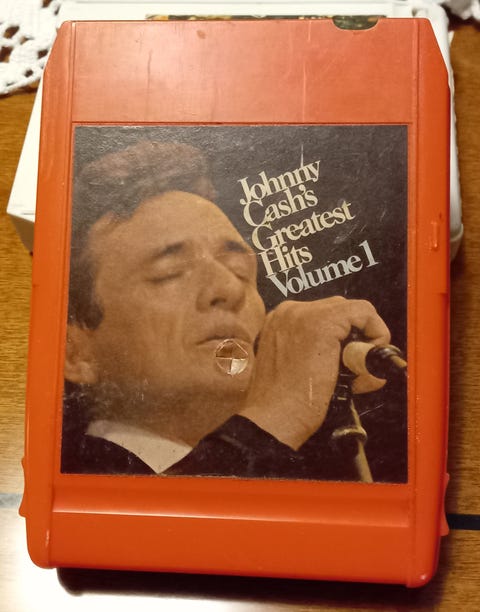 Johnny
Cash's
Greatest
Hits
Volume 1